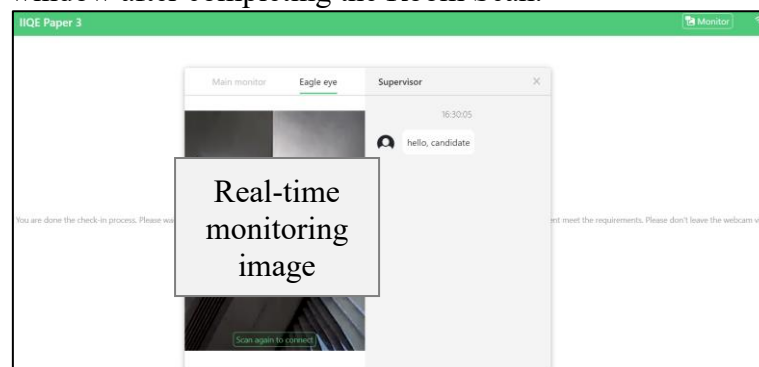 window after completing the Room Scan.
IIQE Paper 3
Monitor
Main monitor
Eagle eye
Supervisor
16:30:05
hello, candidate
Real-time
monitoring
image
You are done the check-in process. Please
ent meet the requirements. Please don't leave the webcam
Scan again to connect